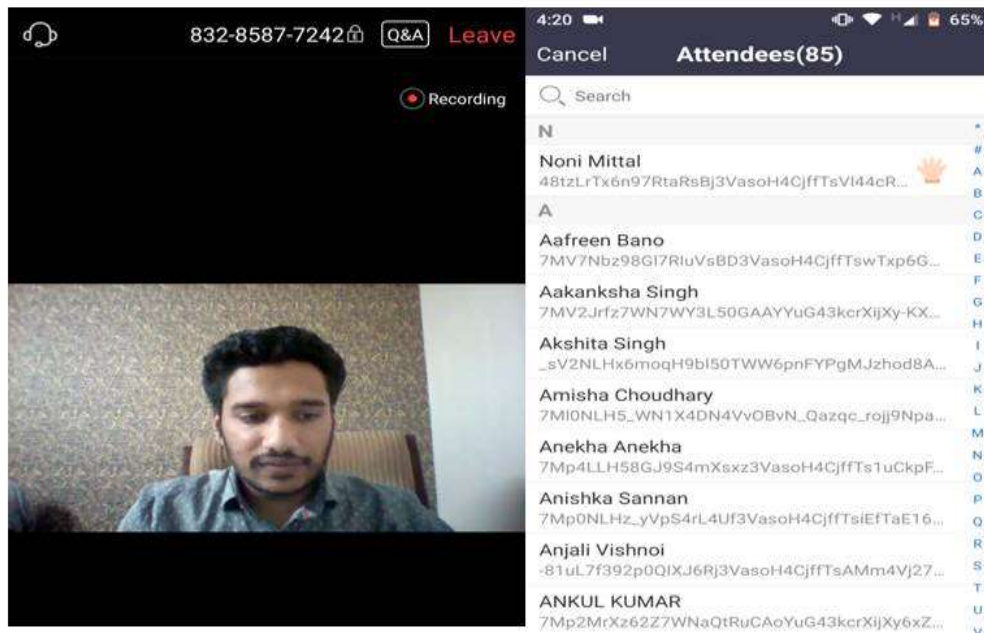 832-8587-7242 Q&A Leave
Recording
4:20 H 65%
Cancel Attendees(85)
Search
N
Noni Mittal
48tzLrTx6n97RtaRsBj3VasoH4CjffTsVl44cR...
A
Aafreen Bano
7MV7Nbz98Gl7RluVsBD3VasoH4CjffTswTxp6G...
Aakanksha Singh
7MV2Jrfz7WN7WY3L50GAAYYuG43kcrXijXy-KX...
Akshita Singh
_sV2NLHx6moqH9bl50TWW6pnFYPgMJzhod8A...
Amisha Choudhary
7Ml0NLH5_WN1X4DN4VvOBvN_Qazqc_rojj9Npa...
Anekha Anekha
7Mp4LLH58GJ9S4mXsxz3VasoH4CjffTs1uCkpF...
Anishka Sannan
7Mp0NLHz_yVpS4rL4Uf3VasoH4CjffTsiEfTaE16...
Anjali Vishnoi
-81uL7f392p0QIXJ6Rj3VasoH4CjffTsAMm4Vj27...
ANKUL KUMAR
7Mp2MrXz62Z7WNaQtRuCAoYuG43kcrXijXy6xZ...
*
#
A
B
C
D
E
F
G
H
I
J
K
L
M
N
O
P
Q
R
S
T
U
V